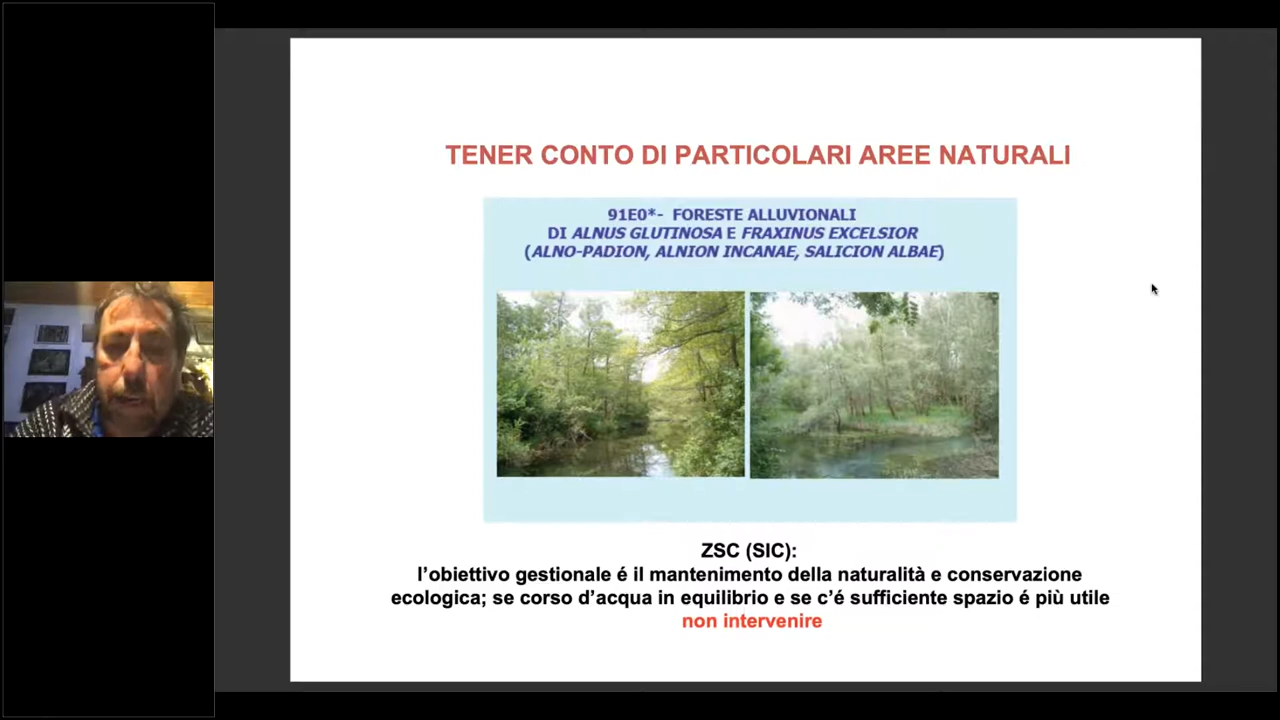 TENER CONTO DI PARTICOLARI AREE NATURALI
91E0*- FORESTE ALLUVIONALI
DI ALNUS GLUTINOSA E FRAXINUS EXCELSIOR
(ALNO-PADION, ALNION INCANAE, SALICION ALBAE)
ZSC (SIC):
l’obiettivo gestionale é il mantenimento della naturalità e conservazione
ecologica; se corso d’acqua in equilibrio e se c’é sufficiente spazio é più utile
non intervenire